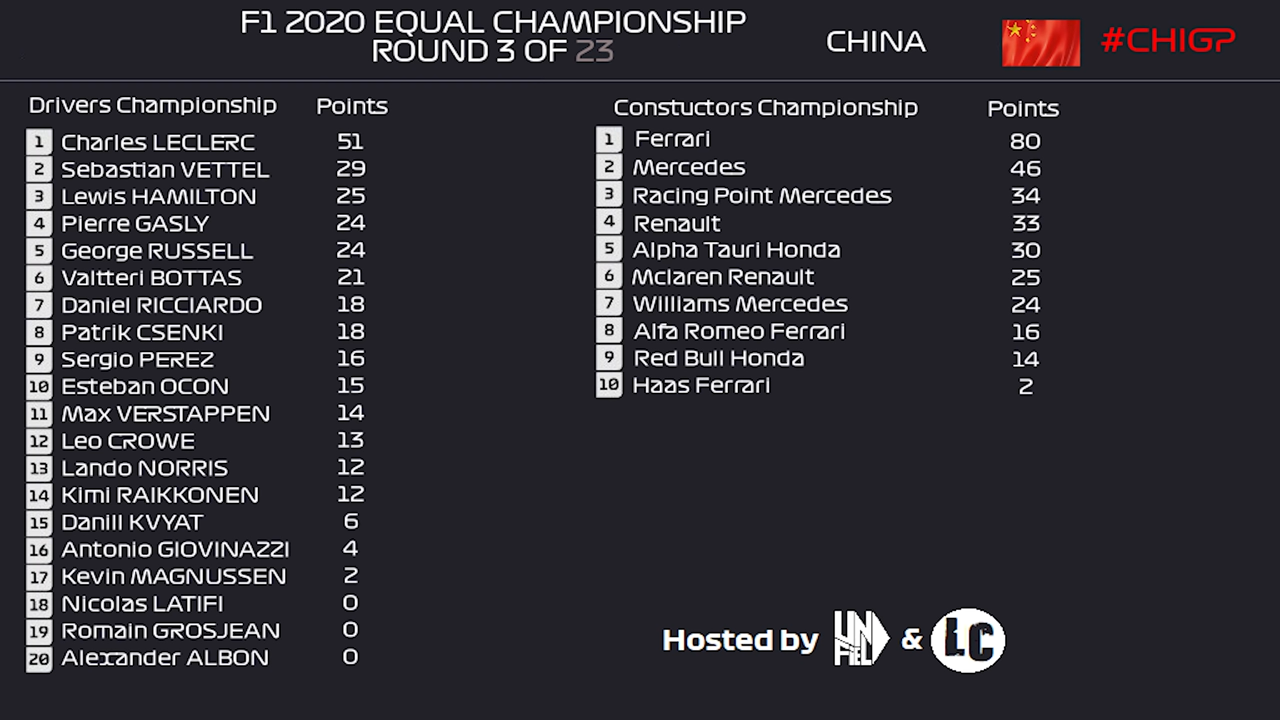 F1 2020 EQUAL CHAMPIONSHIP
ROUND 3 OF 23
CHINA
#CHIGP
Drivers Championship Points
1 Charles LECLERC 51
2 Sebastian VETTEL 29
3 Lewis HAMILTON 25
4 Pierre GASLY 24
5 George RUSSELL 24
6 Valtteri BOTTAS 21
7 Daniel RICCIARDO 18
8 Patrik CSENKI 18
9 Sergio PEREZ 16
10 Esteban OCON 15
11 Max VERSTAPPEN 14
12 Leo CROWE 13
13 Lando NORRIS 12
14 Kimi RAIKKONEN 12
15 Daniil KVYAT 6
16 Antonio GIOVINAZZI 4
17 Kevin MAGNUSSEN 2
18 Nicolas LATIFI 0
19 Romain GROSJEAN 0
20 Alexander ALBON 0
Constuctors Championship Points
1 Ferrari 80
2 Mercedes 46
3 Racing Point Mercedes 34
4 Renault 33
5 Alpha Tauri Honda 30
6 Mclaren Renault 25
7 Williams Mercedes 24
8 Alfa Romeo Ferrari 16
9 Red Bull Honda 14
10 Haas Ferrari 2
Hosted by UN FIEL & LC